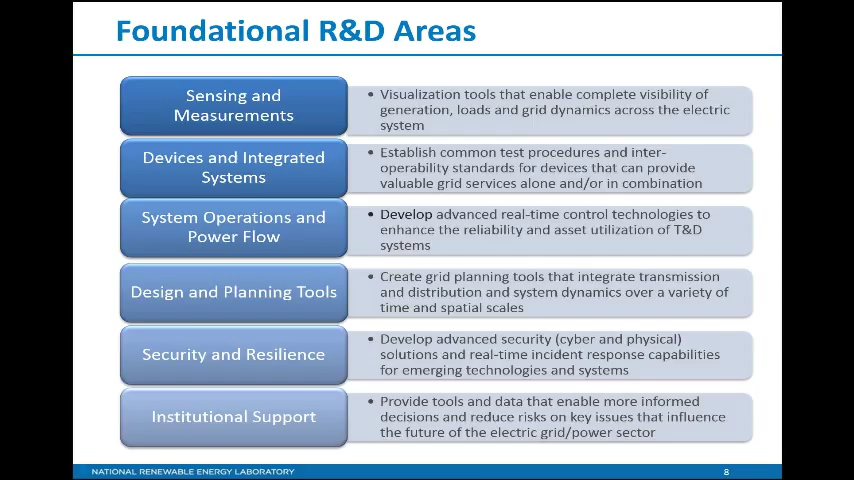 Foundational R&D Areas
Sensing and
Measurements
• Visualization tools that enable complete visibility of
generation, loads and grid dynamics across the electric
system
Devices and Integrated
Systems
• Establish common test procedures and inter-
operability standards for devices that can provide
valuable grid services alone and/or in combination
System Operations and
Power Flow
• Develop advanced real-time control technologies to
enhance the reliability and asset utilization of T&D
systems
Design and Planning Tools
• Create grid planning tools that integrate transmission
and distribution and system dynamics over a variety of
time and spatial scales
Security and Resilience
• Develop advanced security (cyber and physical)
solutions and real-time incident response capabilities
for emerging technologies and systems
Institutional Support
• Provide tools and data that enable more informed
decisions and reduce risks on key issues that influence
the future of the electric grid/power sector
NATIONAL RENEWABLE ENERGY LABORATORY
8